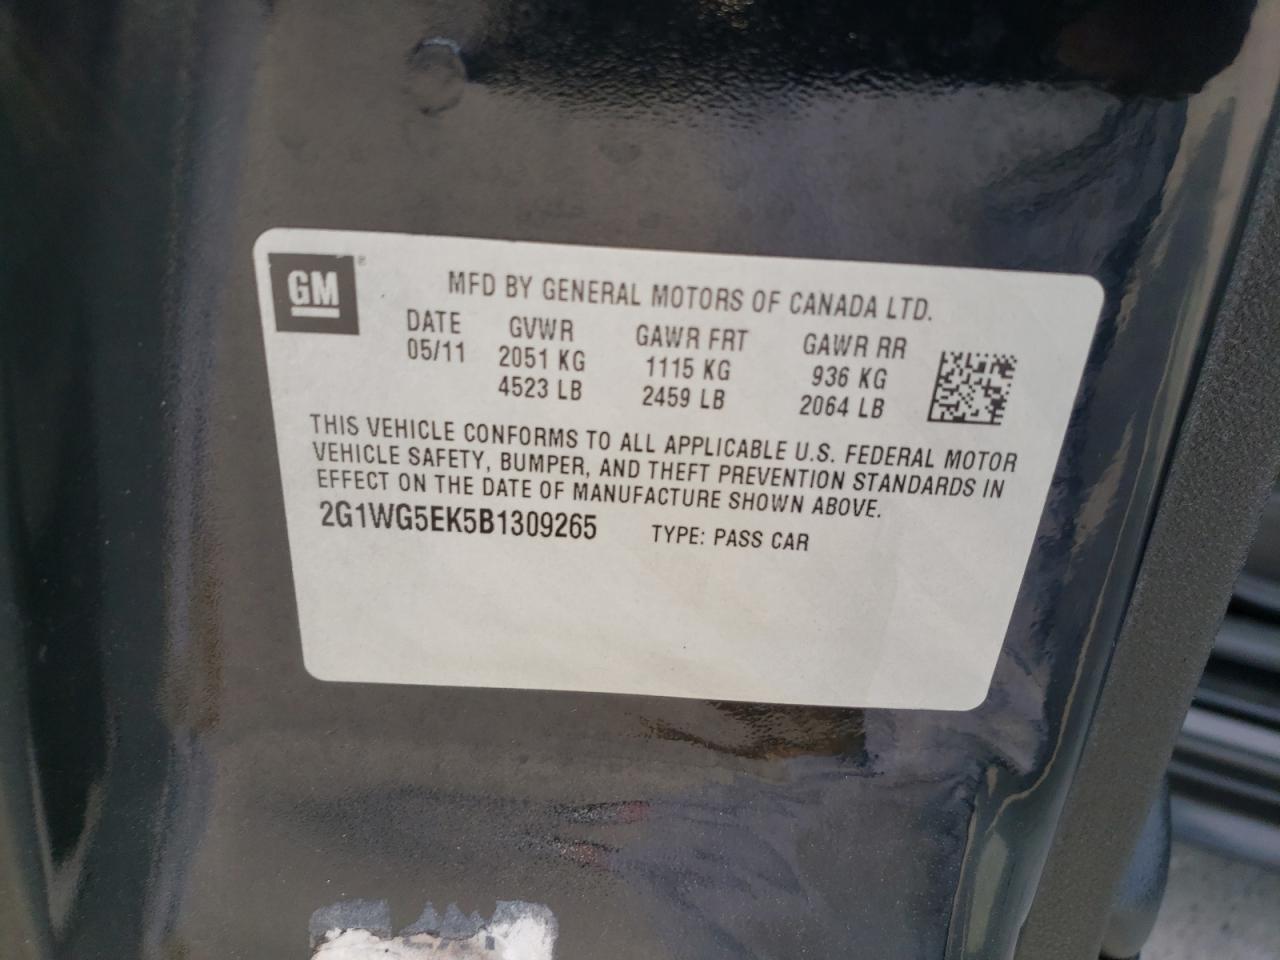 GM ®
MFD BY GENERAL MOTORS OF CANADA LTD.
DATE GVWR GAWR FRT GAWR RR
05/11 2051 KG 1115 KG 936 KG
4523 LB 2459 LB 2064 LB
THIS VEHICLE CONFORMS TO ALL APPLICABLE U.S. FEDERAL MOTOR
VEHICLE SAFETY, BUMPER, AND THEFT PREVENTION STANDARDS IN
EFFECT ON THE DATE OF MANUFACTURE SHOWN ABOVE.
2G1WG5EK5B1309265 TYPE: PASS CAR